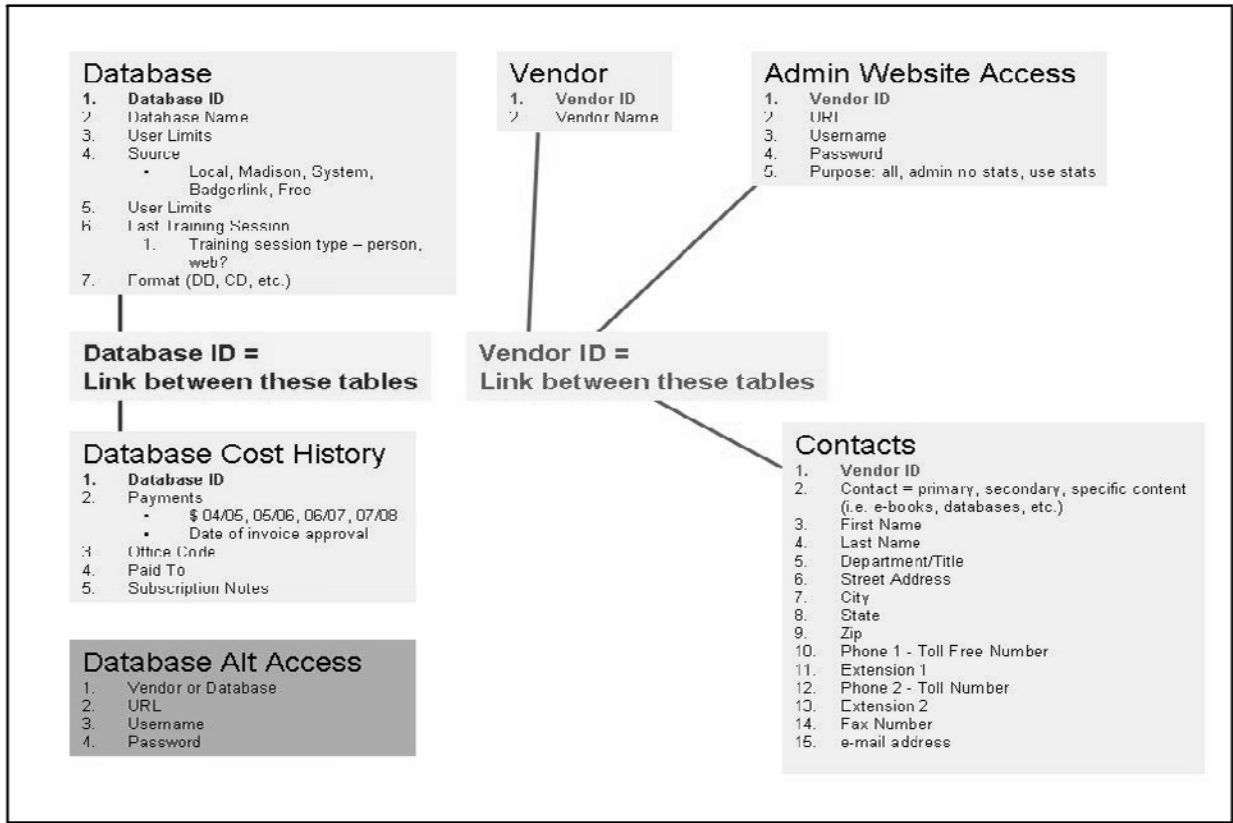 Database
1. Database ID
2. Database Name
3. User Limits
4. Source
- Local, Madison, System,
Badgerlink, Free
5. User Limits
6. Last Training Session
1. Training session type – person,
web?
7. Format (DB, CD, etc.)
Vendor
1. Vendor ID
2. Vendor Name
Admin Website Access
1. Vendor ID
2. URL
3. Username
4. Password
5. Purpose: all, admin no stats, use stats
Database ID =
Link between these tables
Vendor ID =
Link between these tables
Database Cost History
1. Database ID
2. Payments
• $ 04/05, 05/06, 06/07, 07/08
• Date of invoice approval
3. Office Code
4. Paid To
5. Subscription Notes
Contacts
1. Vendor ID
2. Contact = primary, secondary, specific content
(i.e. e-books, databases, etc.)
3. First Name
4. Last Name
5. Department/Title
6. Street Address
7. City
8. State
9. Zip
10. Phone 1 - Toll Free Number
11. Extension 1
12. Phone 2 - Toll Number
13. Extension 2
14. Fax Number
15. e-mail address
Database Alt Access
1. Vendor or Database
2. URL
3. Username
4. Password